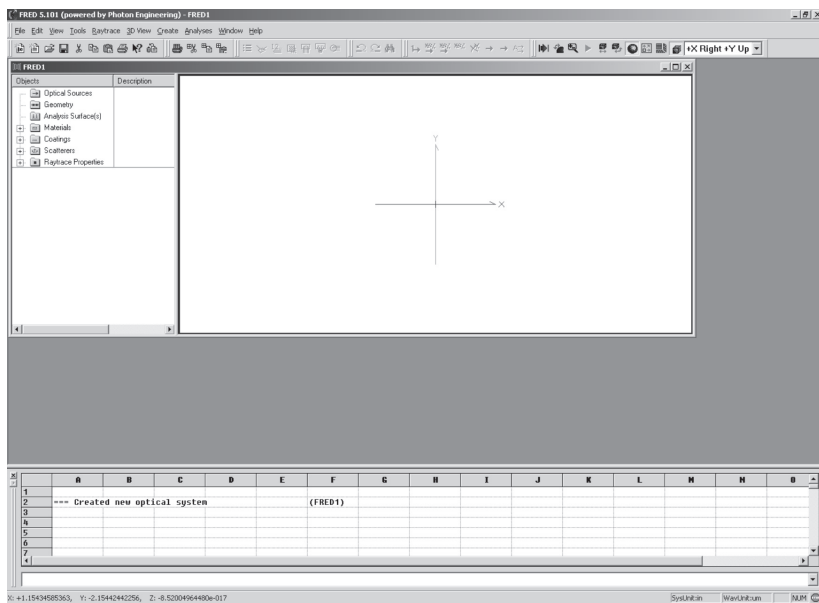 FRED 5.101 (powered by Photon Engineering) - FRED1
File Edit View Tools Raytrace 3D View Create Analyses Window Help
+X Right +Y Up
FRED1
Objects Description
Optical Sources
Geometry
Analysis Surface(s)
Materials
Coatings
Scatterers
Raytrace Properties
Y
X
A B C D E F G H I J K L M N O
1
2 --- Created new optical system (FRED1)
3
4
5
6
7
X: +1.15434585363, Y: -2.15442442256, Z: -8.52004964480e-017 SysUnit:in WavUnit:um NUM